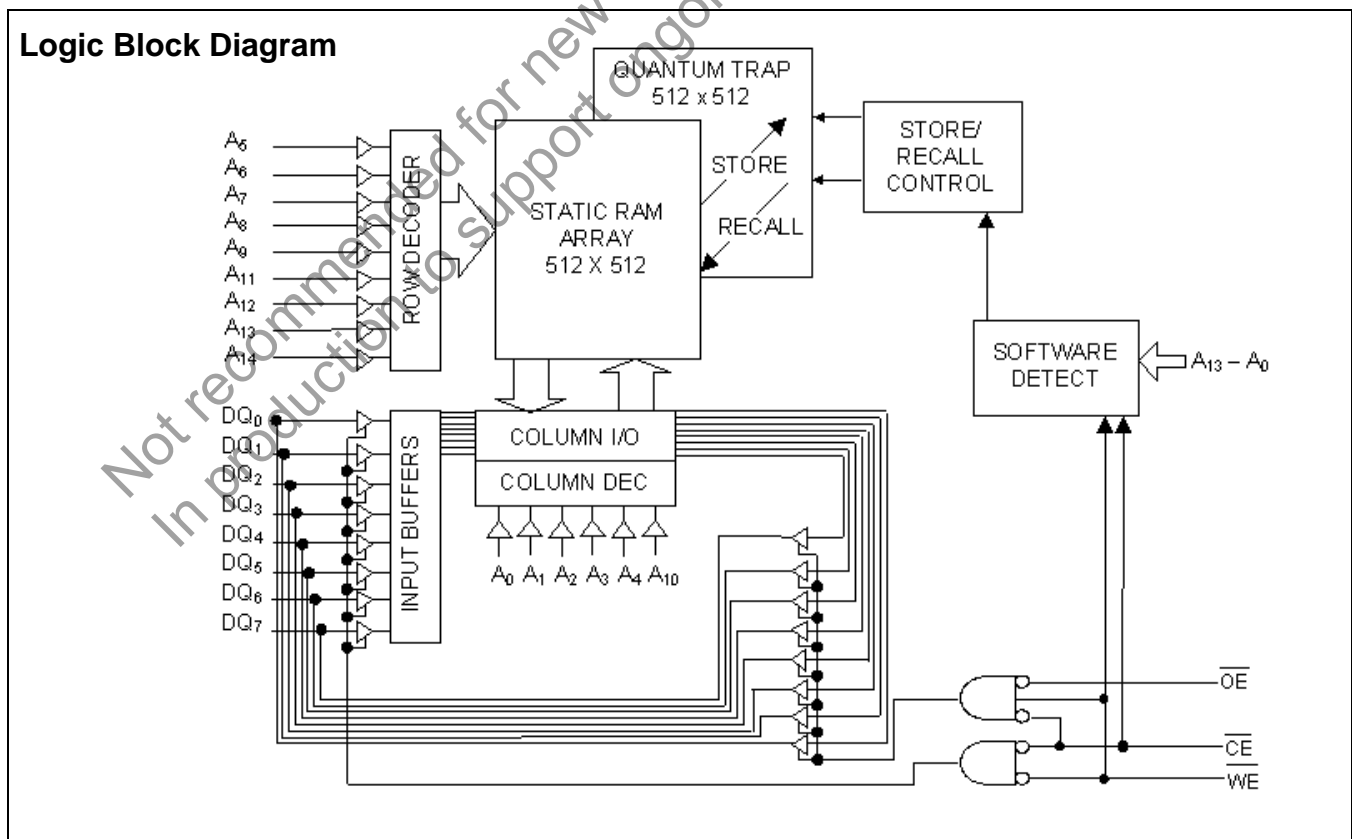 Logic Block Diagram
Not recommended for new
In production to support ongo
QUANTUM TRAP
512 x 512
STORE
RECALL
STORE/
RECALL
CONTROL
STATIC RAM
ARRAY
512 X 512
A5
A6
A7
A8
A9
A11
A12
A13
A14
ROW DECODER
SOFTWARE
DETECT
A13 – A0
DQ0
DQ1
DQ2
DQ3
DQ4
DQ5
DQ6
DQ7
INPUT BUFFERS
COLUMN I/O
COLUMN DEC
A0 A1 A2 A3 A4 A10
OE
CE
WE